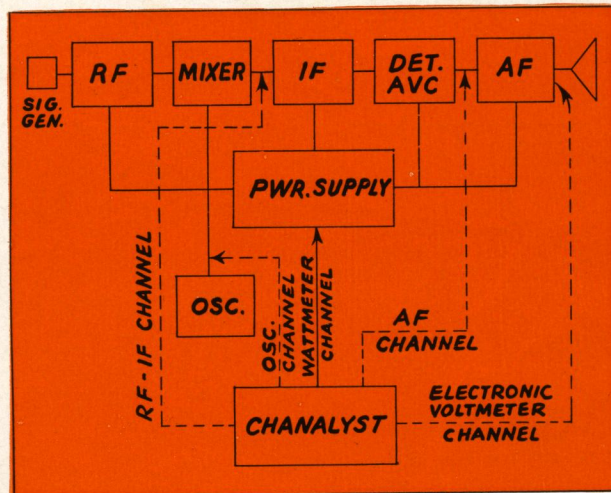 RF
MIXER
IF
DET.
AVC
AF
SIG.
GEN.
PWR. SUPPLY
OSC.
RF-IF CHANNEL
OSC.
CHANNEL
WATTMETER
CHANNEL
AF
CHANNEL
CHANALYST
ELECTRONIC
VOLTMETER
CHANNEL